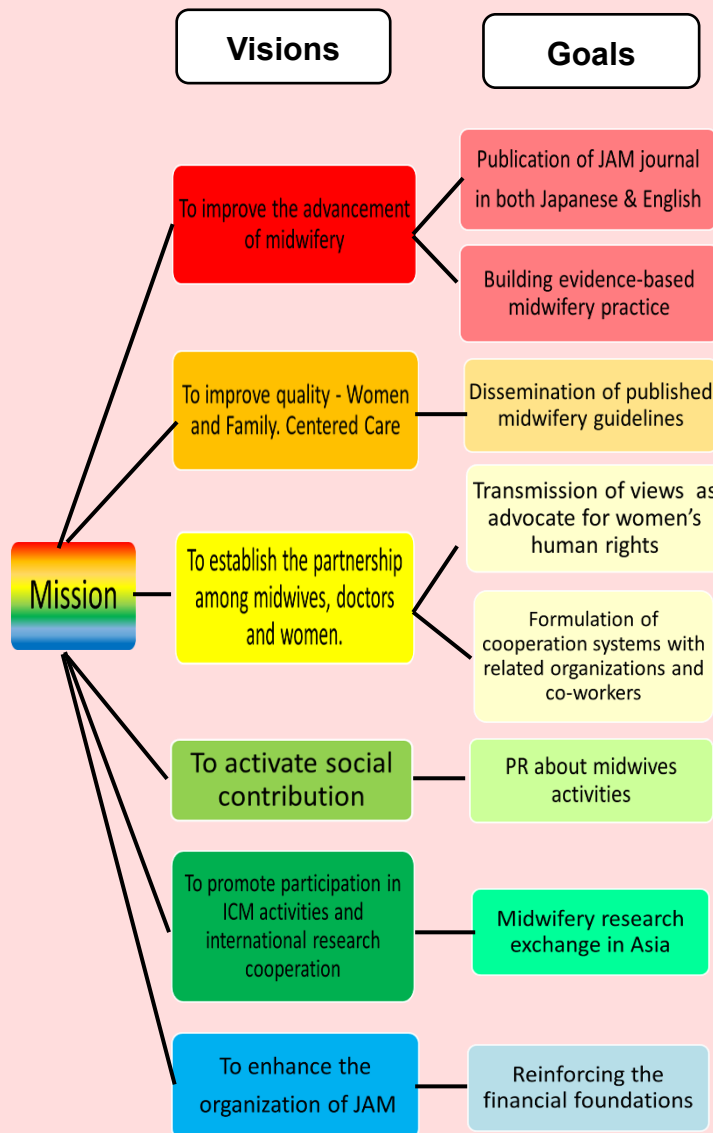 Visions
Goals
To improve the advancement
of midwifery
Publication of JAM journal
in both Japanese & English
Building evidence-based
midwifery practice
To improve quality - Women
and Family. Centered Care
Dissemination of published
midwifery guidelines
Mission
To establish the partnership
among midwives, doctors
and women.
Transmission of views as
advocate for women's
human rights
Formulation of
cooperation systems with
related organizations and
co-workers
To activate social
contribution
PR about midwives
activities
To promote participation in
ICM activities and
international research
cooperation
Midwifery research
exchange in Asia
To enhance the
organization of JAM
Reinforcing the
financial foundations